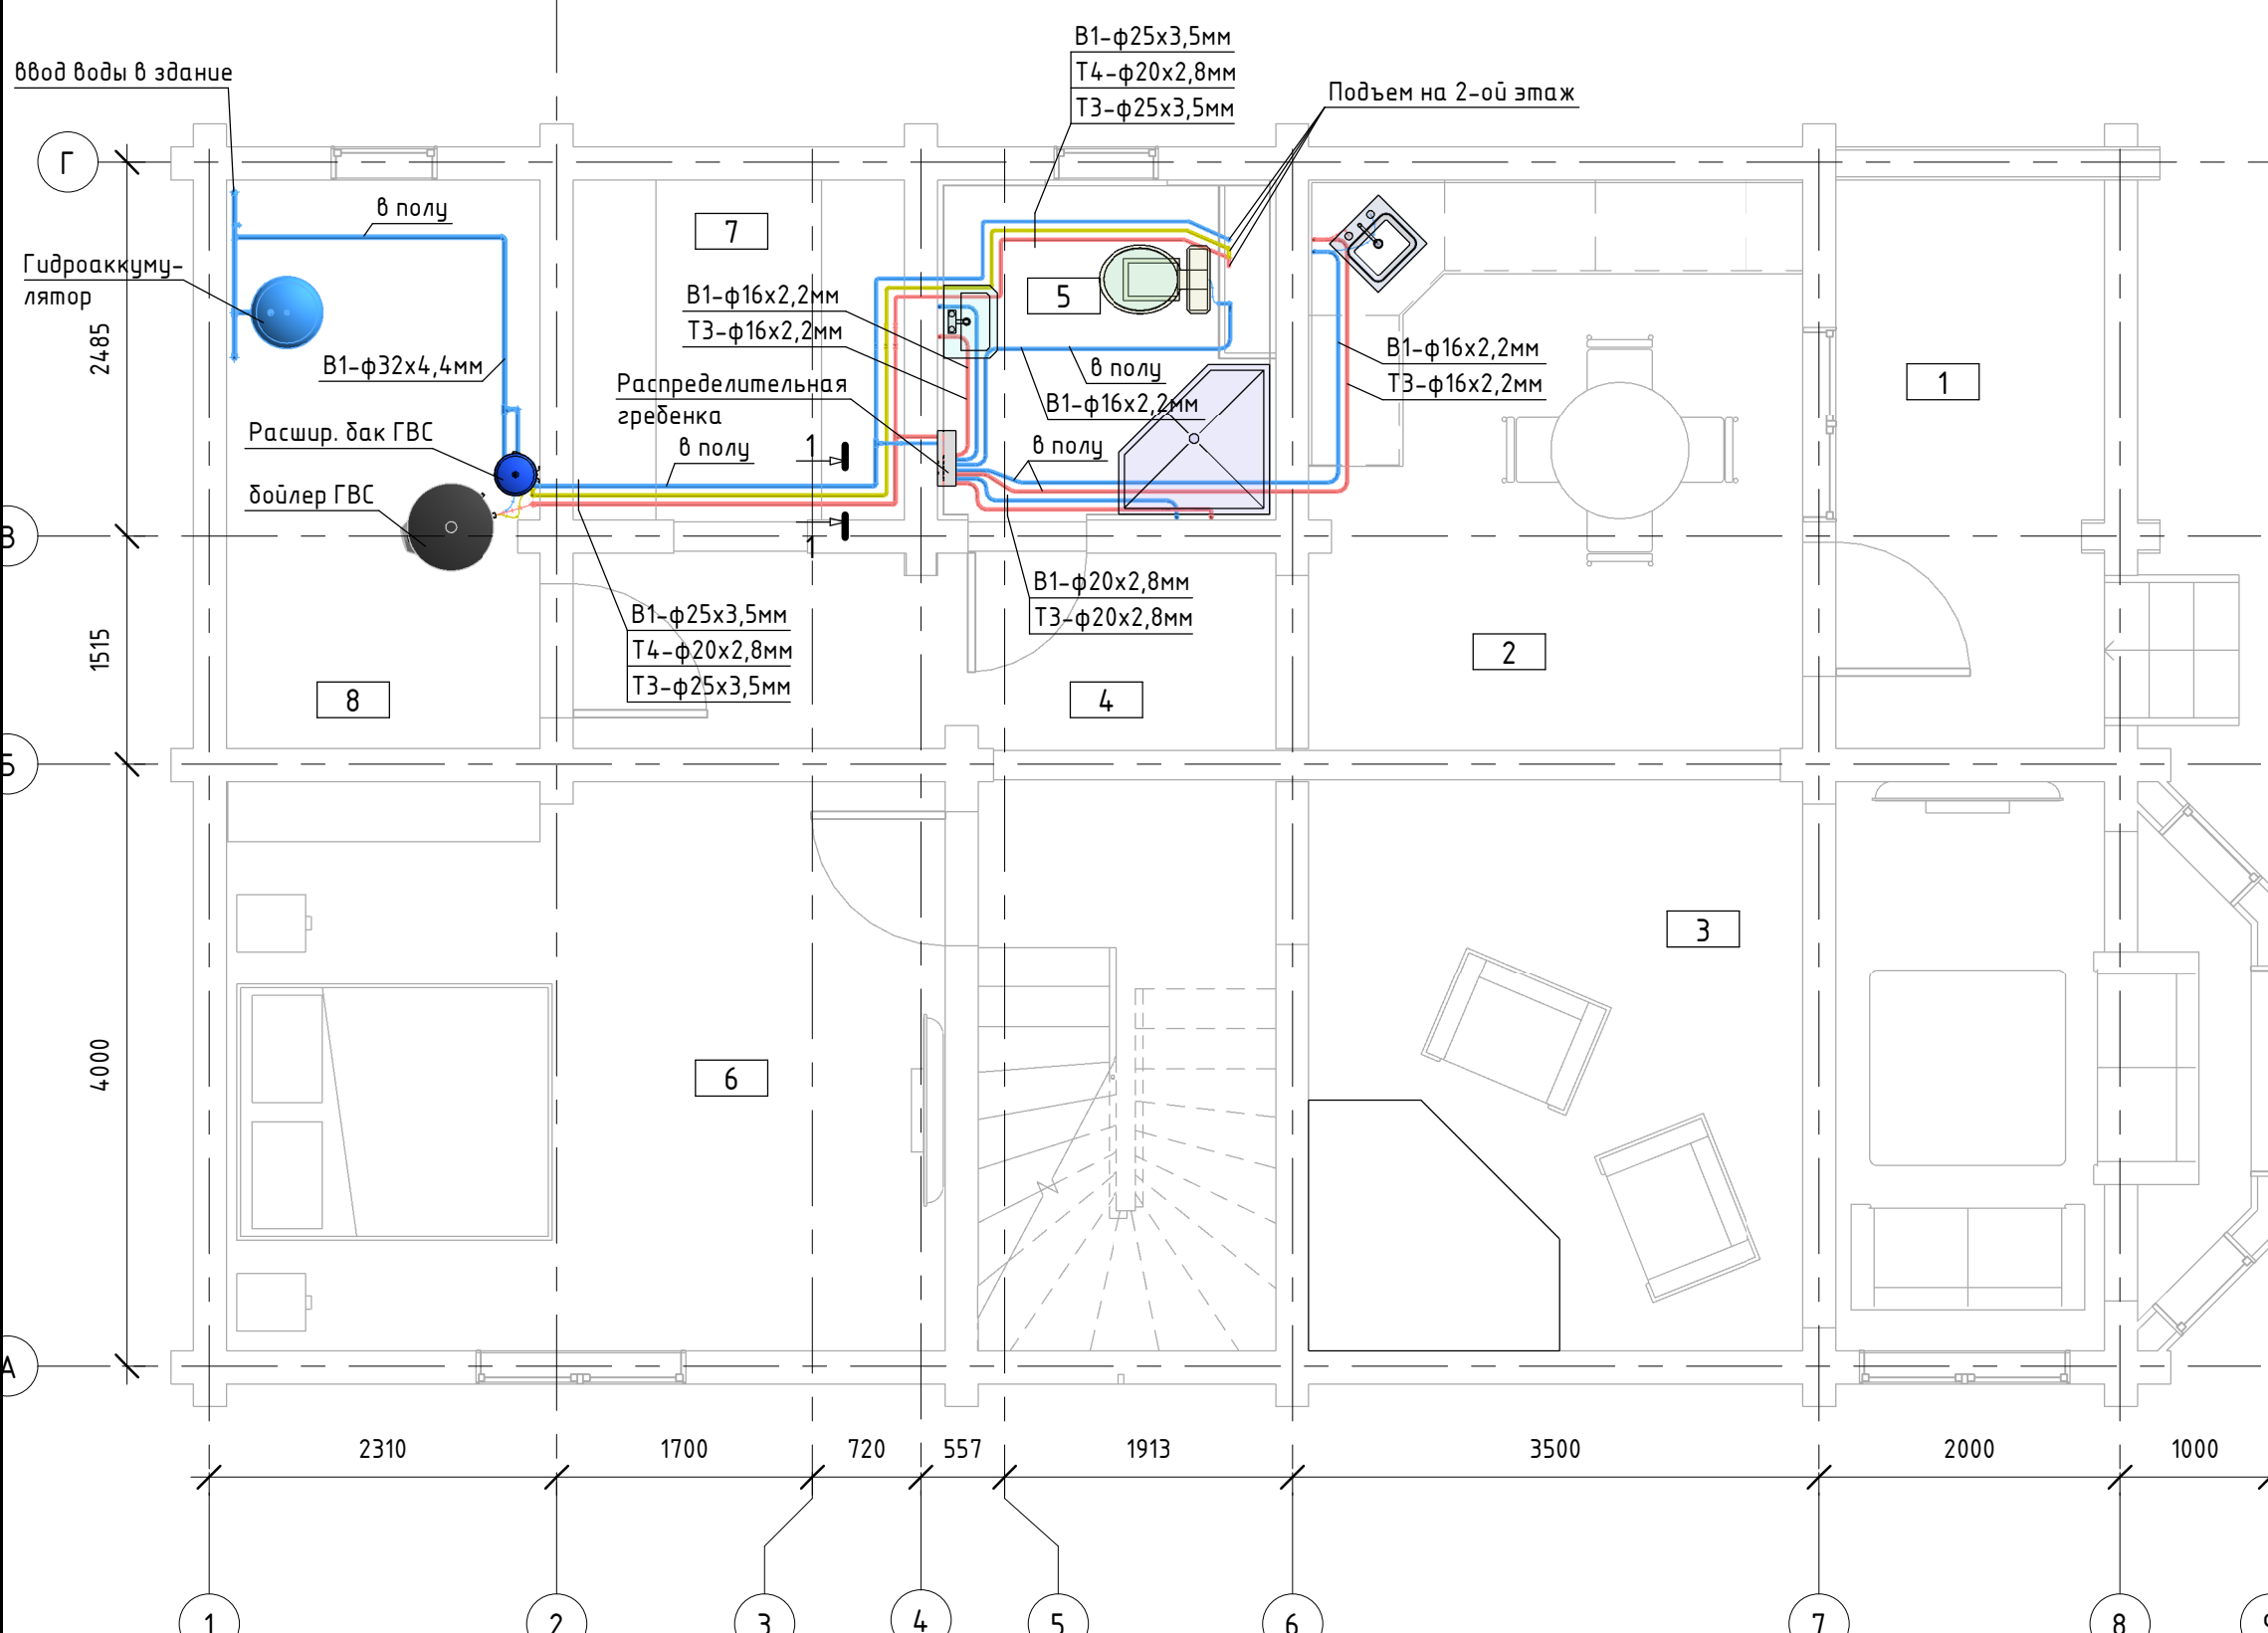 В1-ф25х3,5мм
Т4-ф20х2,8мм
Т3-ф25х3,5мм
ввод воды в здание
Подъем на 2-ой этаж
Г
в полу
7
Гидроаккуму-
лятор
5
В1-ф16х2,2мм
Т3-ф16х2,2мм
2485
В1-ф32х4,4мм
Распределительная
гребенка
в полу
В1-ф16х2,2мм
В1-ф16х2,2мм
Т3-ф16х2,2мм
1
Расшир. бак ГВС
в полу
1
в полу
бойлер ГВС
В
1
В1-ф20х2,8мм
Т3-ф20х2,8мм
В1-ф25х3,5мм
Т4-ф20х2,8мм
Т3-ф25х3,5мм
1515
2
8
4
Б
3
4000
6
А
2310
1700
720
557
1913
3500
2000
1000
1
2
3
4
5
6
7
8